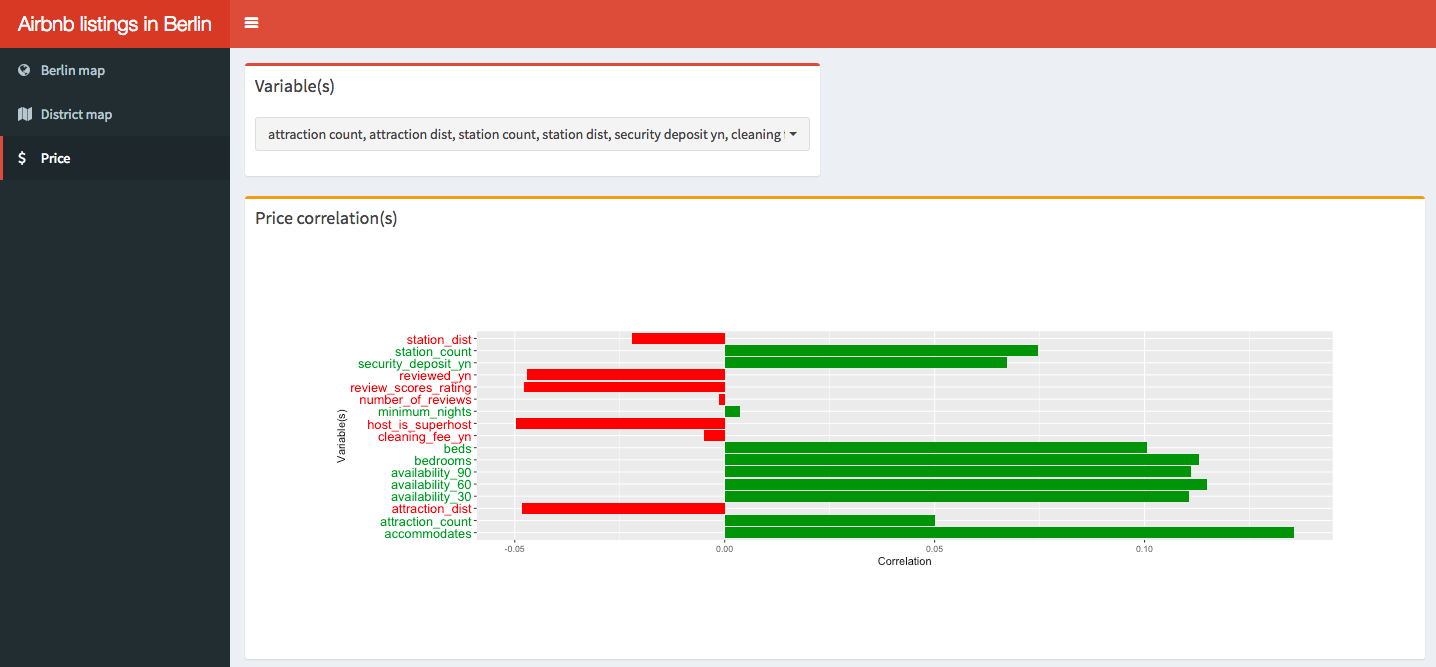 Airbnb listings in Berlin
Berlin map
District map
Price
Variable(s)
attraction count, attraction dist, station count, station dist, security deposit yn, cleaning
Price correlation(s)
station_dist
station_count
security_deposit_yn
reviewed_yn
review_scores_rating
number_of_reviews
minimum_nights
host_is_superhost
cleaning_fee_yn
beds
bedrooms
availability_90
availability_60
availability_30
attraction_dist
attraction_count
accommodates
Variable(s)
-0.05 0.00 0.05 0.10
Correlation